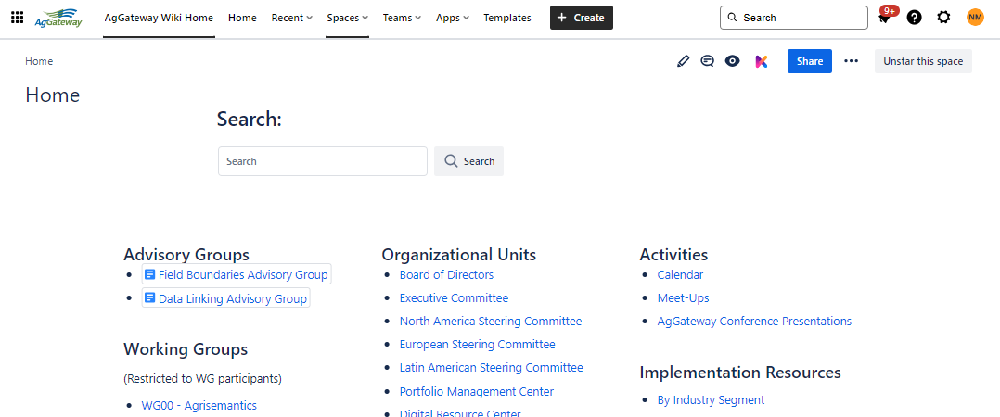 AgGateway
AgGateway Wiki Home
Home
Recent
Spaces
Teams
Apps
Templates
+ Create
Search
9+
?
NM
Home
Share
Unstar this space
Home
Search:
Search
Search
Advisory Groups
Field Boundaries Advisory Group
Data Linking Advisory Group
Working Groups
(Restricted to WG participants)
WG00 - Agrisemantics
Organizational Units
Board of Directors
Executive Committee
North America Steering Committee
European Steering Committee
Latin American Steering Committee
Portfolio Management Center
Digital Resource Center
Activities
Calendar
Meet-Ups
AgGateway Conference Presentations
Implementation Resources
By Industry Segment